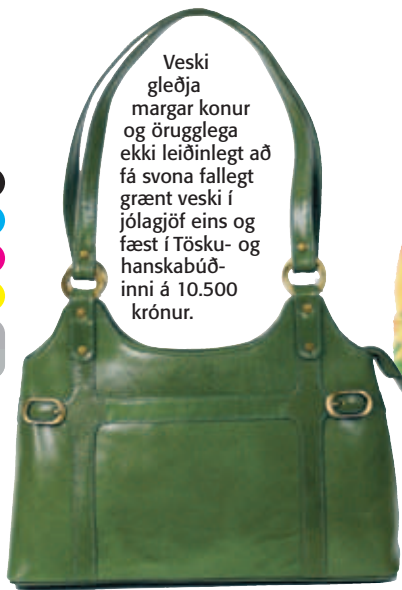 Veski
gleðja
margar konur
og örugglega
ekki leiðinlegt að
fá svona fallegt
grænt veski í
jólagjöf eins og
fæst í Tösku- og
hanskabúð-
inni á 10.500
krónur.